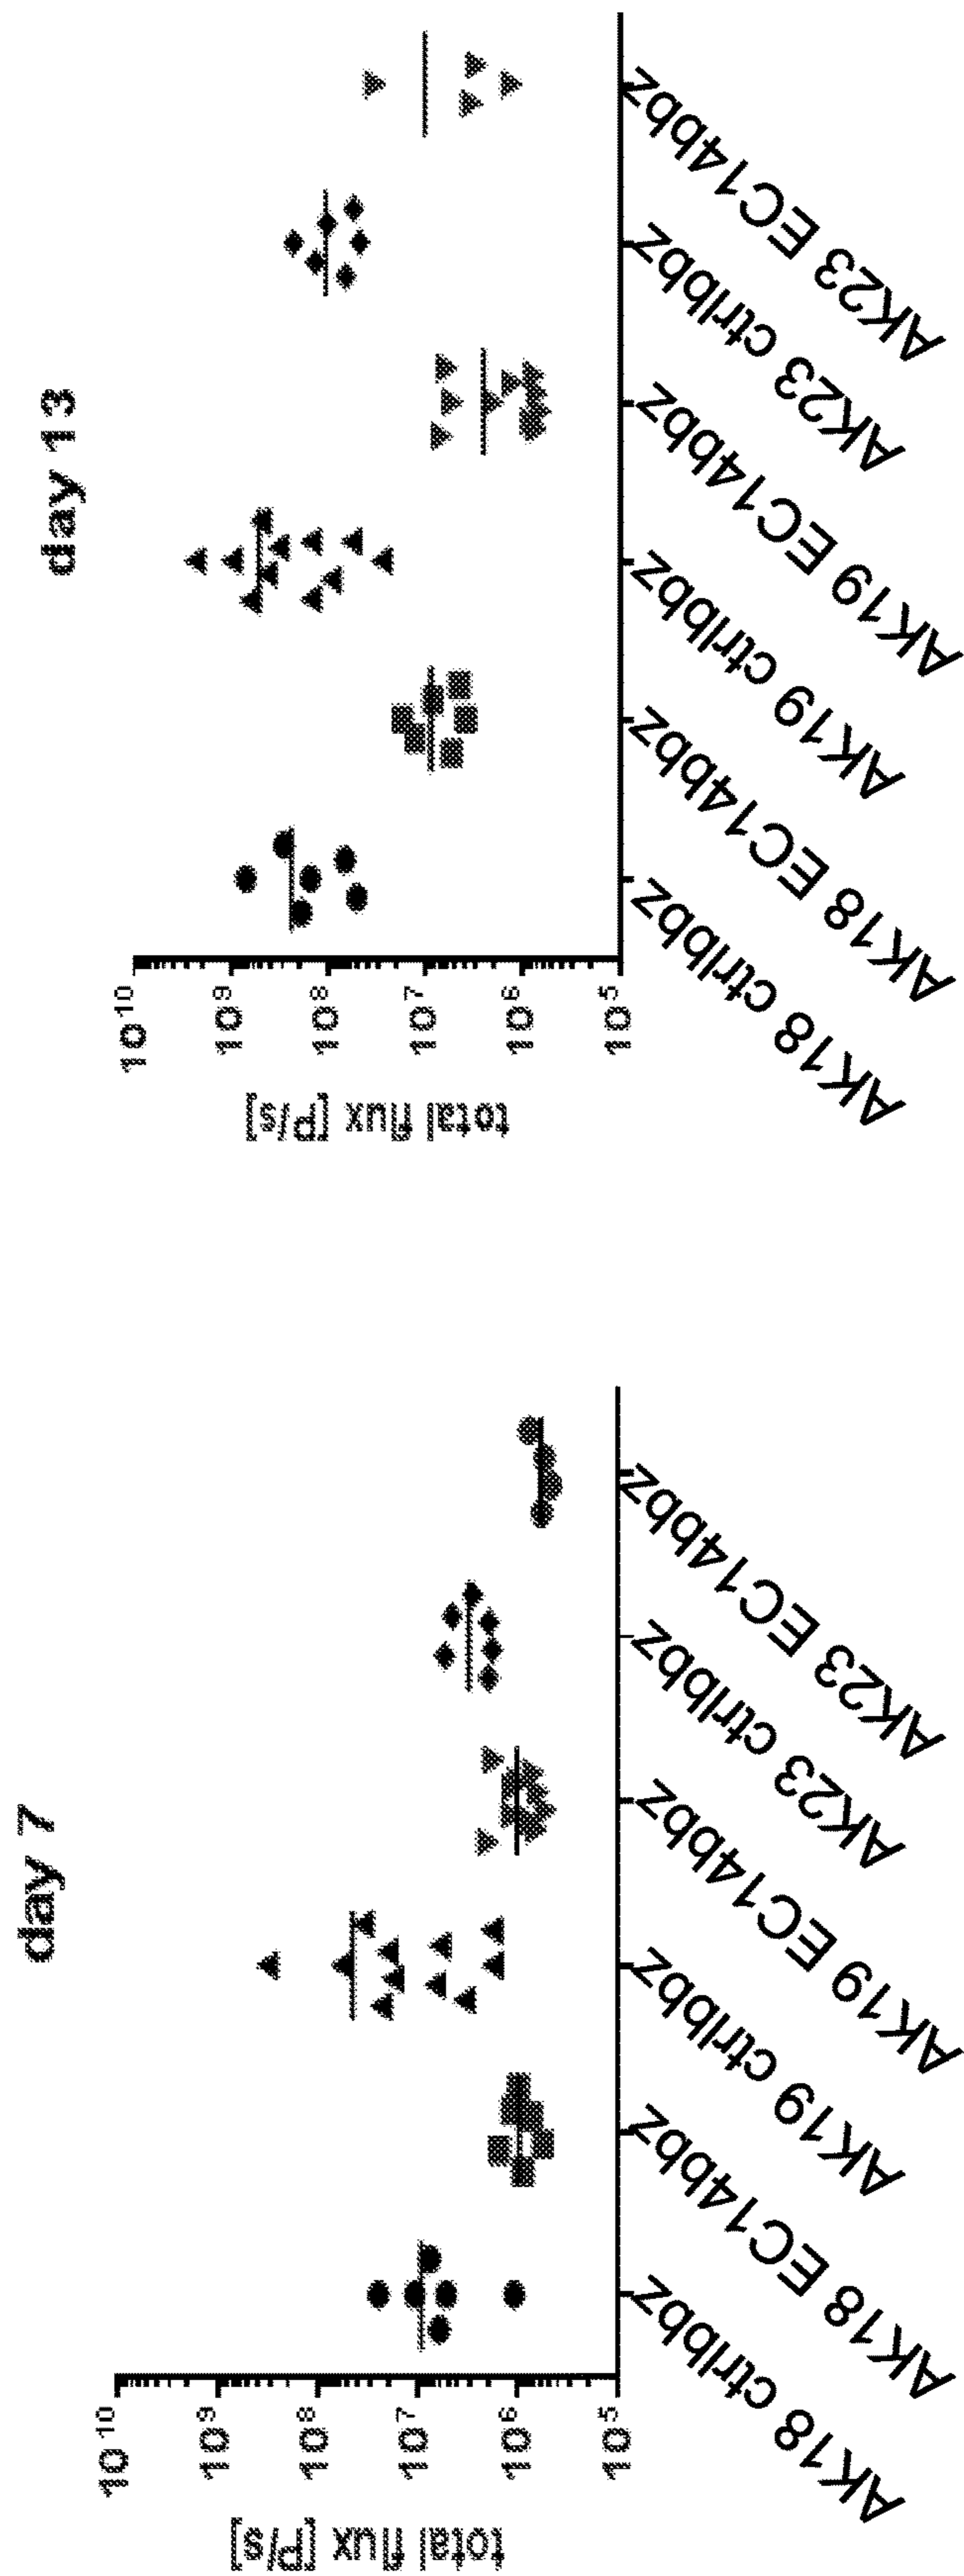 day 7
total flux [P/s]
10^10
10^9
10^8
10^7
10^6
10^5
AK18 ctrlbbz
AK18 EC14bbz
AK19 ctrlbbz
AK19 EC14bbz
AK23 ctrlbbz
AK23 EC14bbz
day 13
total flux [P/s]
10^10
10^9
10^8
10^7
10^6
10^5
AK18 ctrlbbz
AK18 EC14bbz
AK19 ctrlbbz
AK19 EC14bbz
AK23 ctrlbbz
AK23 EC14bbz